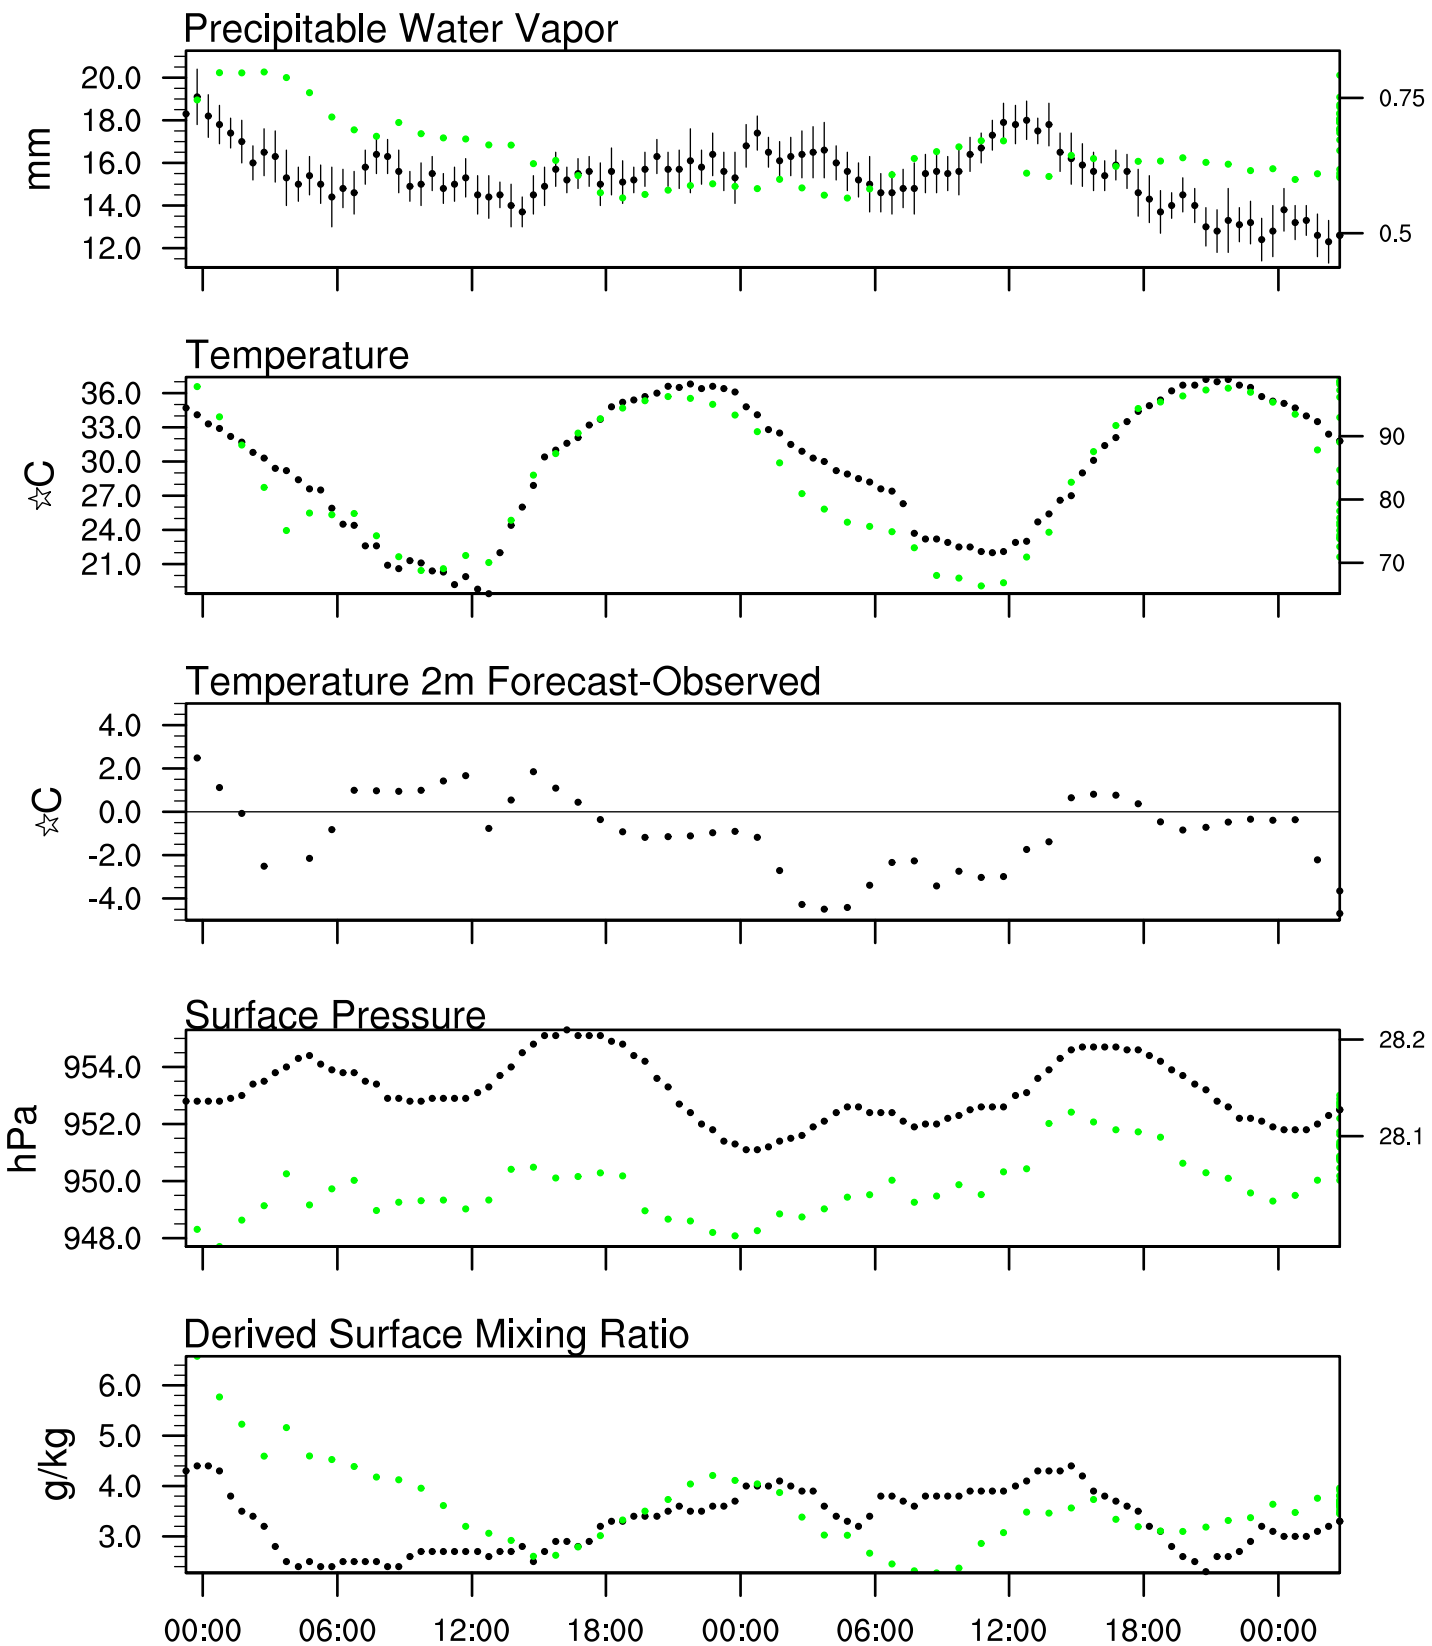 Precipitable Water Vapor
20.0
18.0
16.0
14.0
12.0
mm
0.75
0.5
Temperature
36.0
33.0
30.0
27.0
24.0
21.0
☆C
90
80
70
Temperature 2m Forecast-Observed
4.0
2.0
0.0
-2.0
-4.0
☆C
Surface Pressure
954.0
952.0
950.0
948.0
hPa
28.2
28.1
Derived Surface Mixing Ratio
6.0
5.0
4.0
3.0
g/kg
00:00 06:00 12:00 18:00 00:00 06:00 12:00 18:00 00:00